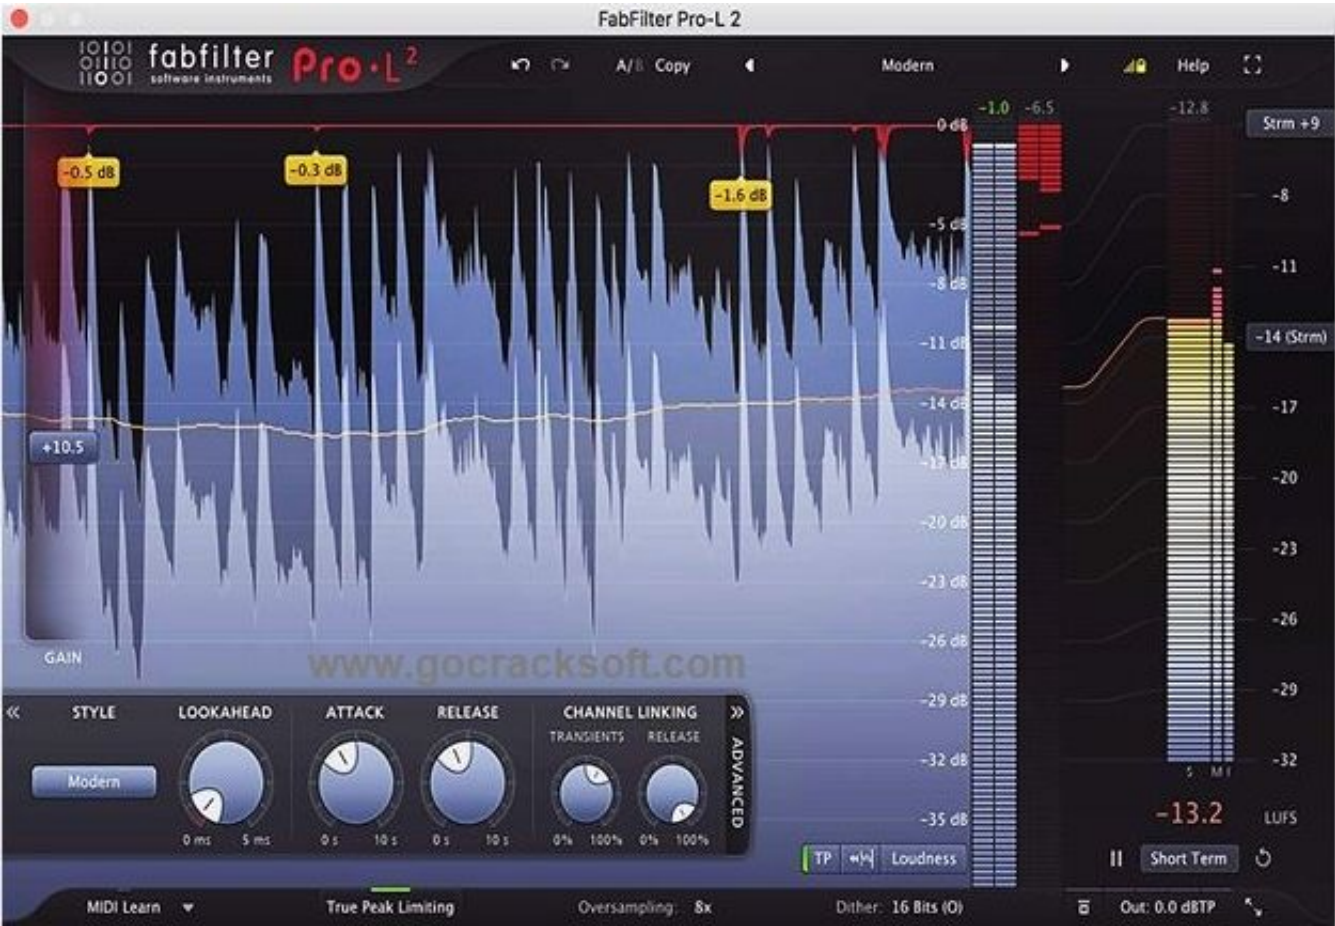 FabFilter Pro-L 2
fabfilter
software instruments
Pro·L²
A/B Copy
Modern
Help
-1.0 -6.5
-12.8
0 dB
Strm +9
-0.5 dB
-0.3 dB
-1.6 dB
-5 dB
-8 dB
-11 dB
-14 dB
-17 dB
-20 dB
-23 dB
-26 dB
-29 dB
-32 dB
-35 dB
-8
-11
-14 (Strm)
-17
-20
-23
-26
-29
-32
+10.5
GAIN
www.gocracksoft.com
STYLE
LOOKAHEAD
ATTACK
RELEASE
CHANNEL LINKING
TRANSIENTS
RELEASE
Modern
0 ms 5 ms
0 s 10 s
0 s 10 s
0% 100%
0% 100%
ADVANCED
S M I
-13.2
LUFS
TP
Loudness
Short Term
MIDI Learn
True Peak Limiting
Oversampling: 8x
Dither: 16 Bits (O)
Out: 0.0 dBTP